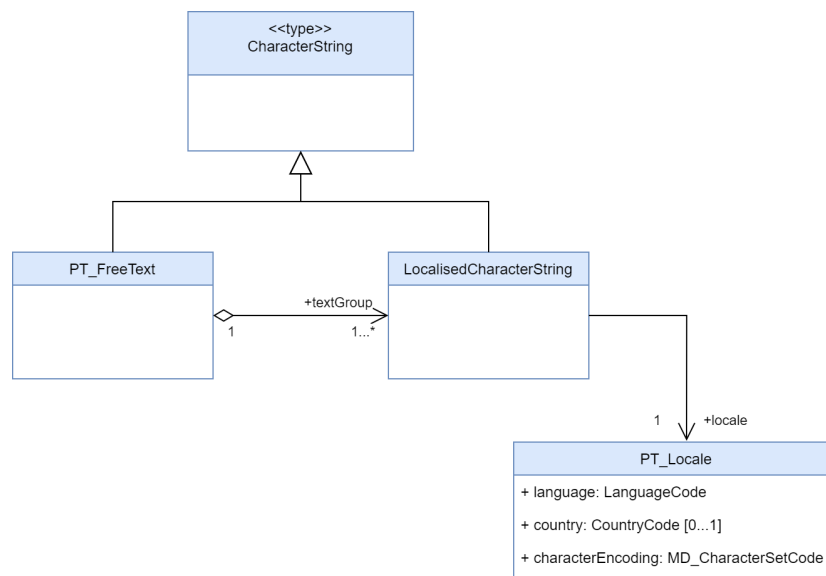 <<type>>
CharacterString
PT_FreeText
LocalisedCharacterString
+textGroup
1
1...*
1
+locale
PT_Locale
+ language: LanguageCode
+ country: CountryCode [0...1]
+ characterEncoding: MD_CharacterSetCode